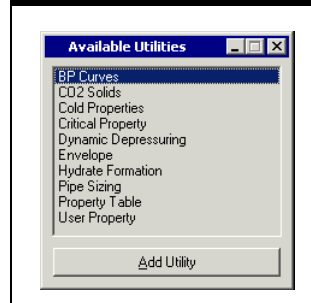 Available Utilities
BP Curves
CO2 Solids
Cold Properties
Critical Property
Dynamic Depressuring
Envelope
Hydrate Formation
Pipe Sizing
Property Table
User Property
Add Utility